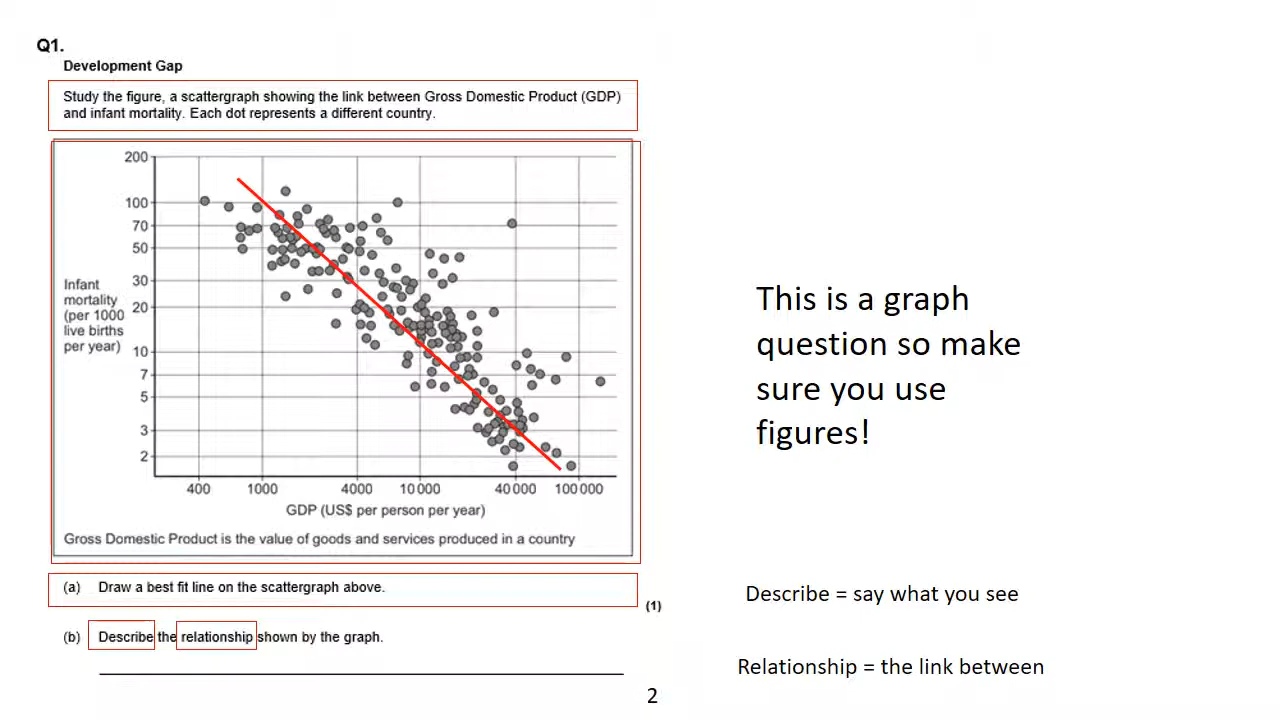 Q1.
Development Gap
Study the figure, a scattergraph showing the link between Gross Domestic Product (GDP)
and infant mortality. Each dot represents a different country.
200
100
70
50
30
20
10
7
5
3
2
Infant
mortality
(per 1000
live births
per year)
400 1000 4000 10 000 40 000 100 000
GDP (US$ per person per year)
Gross Domestic Product is the value of goods and services produced in a country
(a) Draw a best fit line on the scattergraph above.
(1)
(b) Describe the relationship shown by the graph.
2
This is a graph
question so make
sure you use
figures!
Describe = say what you see
Relationship = the link between